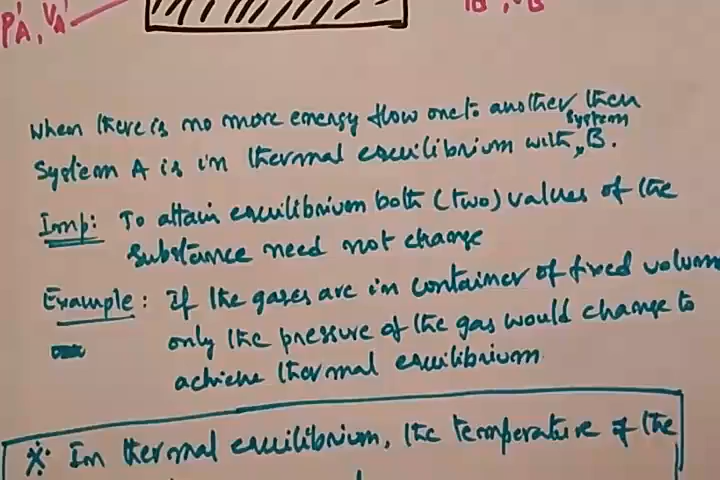 P'A, V'A
When there is no more energy flow one to another, then
System A is in thermal equilibrium with system B.
Imp: To attain equilibrium both (two) values of the
substance need not change
Example: If the gases are in container of fixed volum
only the pressure of the gas would change to
achieve thermal equilibrium
* In thermal equilibrium, the temperature of the